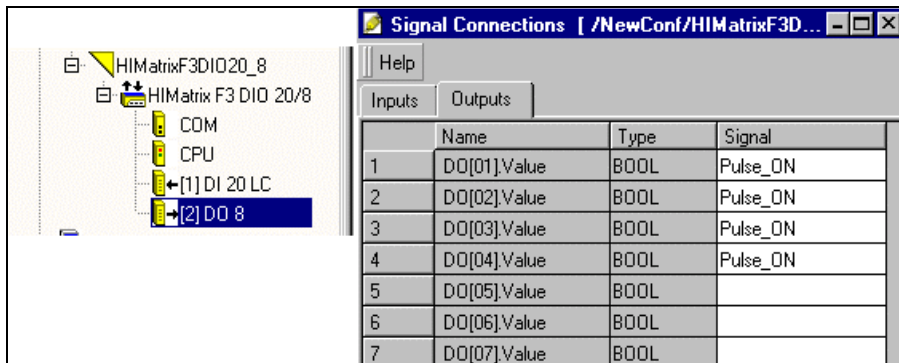 HIMatrixF3DIO20_8
HIMatrix F3 DIO 20/8
COM
CPU
[1] DI 20 LC
[2] DO 8
Signal Connections [ /NewConf/HIMatrixF3D...
Help
Inputs Outputs
Name Type Signal
1 DO[01].Value BOOL Pulse_ON
2 DO[02].Value BOOL Pulse_ON
3 DO[03].Value BOOL Pulse_ON
4 DO[04].Value BOOL Pulse_ON
5 DO[05].Value BOOL
6 DO[06].Value BOOL
7 DO[07].Value BOOL